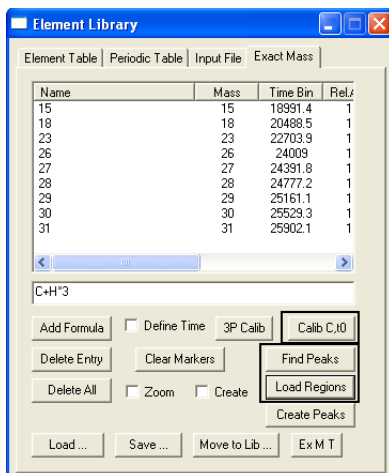 Element Library
Element Table Periodic Table Input File Exact Mass
Name Mass Time Bin Rel.A
15 15 18991.4 1
18 18 20488.5 1
23 23 22703.9 1
26 26 24009 1
27 27 24391.8 1
28 28 24777.2 1
29 29 25161.1 1
30 30 25529.3 1
31 31 25902.1 1
C+H*3
Add Formula Define Time 3P Calib Calib C,t0
Delete Entry Clear Markers Find Peaks
Delete All Zoom Create Load Regions
Create Peaks
Load ... Save ... Move to Lib ... Ex M T